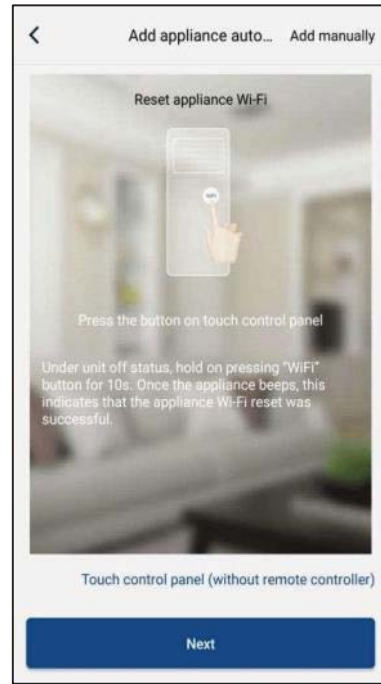 Add appliance auto... Add manually
Reset appliance Wi-Fi
WiFi
Press the button on touch control panel
Under unit off status, hold on pressing "WiFi"
button for 10s. Once the appliance beeps, this
indicates that the appliance Wi-Fi reset was
successful.
Touch control panel (without remote controller)
Next